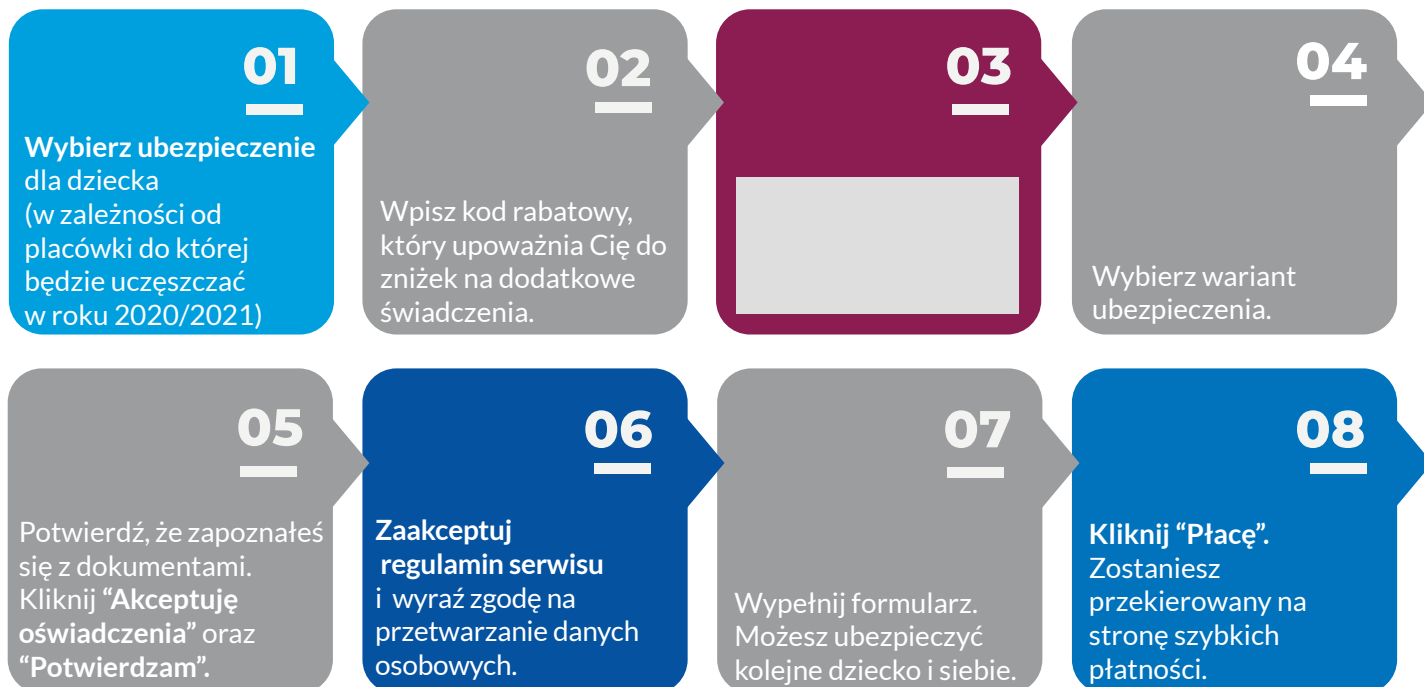 01
Wybierz ubezpieczenie
dla dziecka
(w zależności od
placówki do której
będzie uczęszczać
w roku 2020/2021)
02
Wpisz kod rabatowy,
który upoważnia Cię do
zniżek na dodatkowe
świadczenia.
03
04
Wybierz wariant
ubezpieczenia.
05
Potwierdź, że zapoznałeś
się z dokumentami.
Kliknij “Akceptuję
oświadczenia” oraz
“Potwierdzam”.
06
Zaakceptuj
regulamin serwisu
i wyraź zgodę na
przetwarzanie danych
osobowych.
07
Wypełnij formularz.
Możesz ubezpieczyć
kolejne dziecko i siebie.
08
Kliknij “Płacę”.
Zostaniesz
przekierowany na
stronę szybkich
płatności.